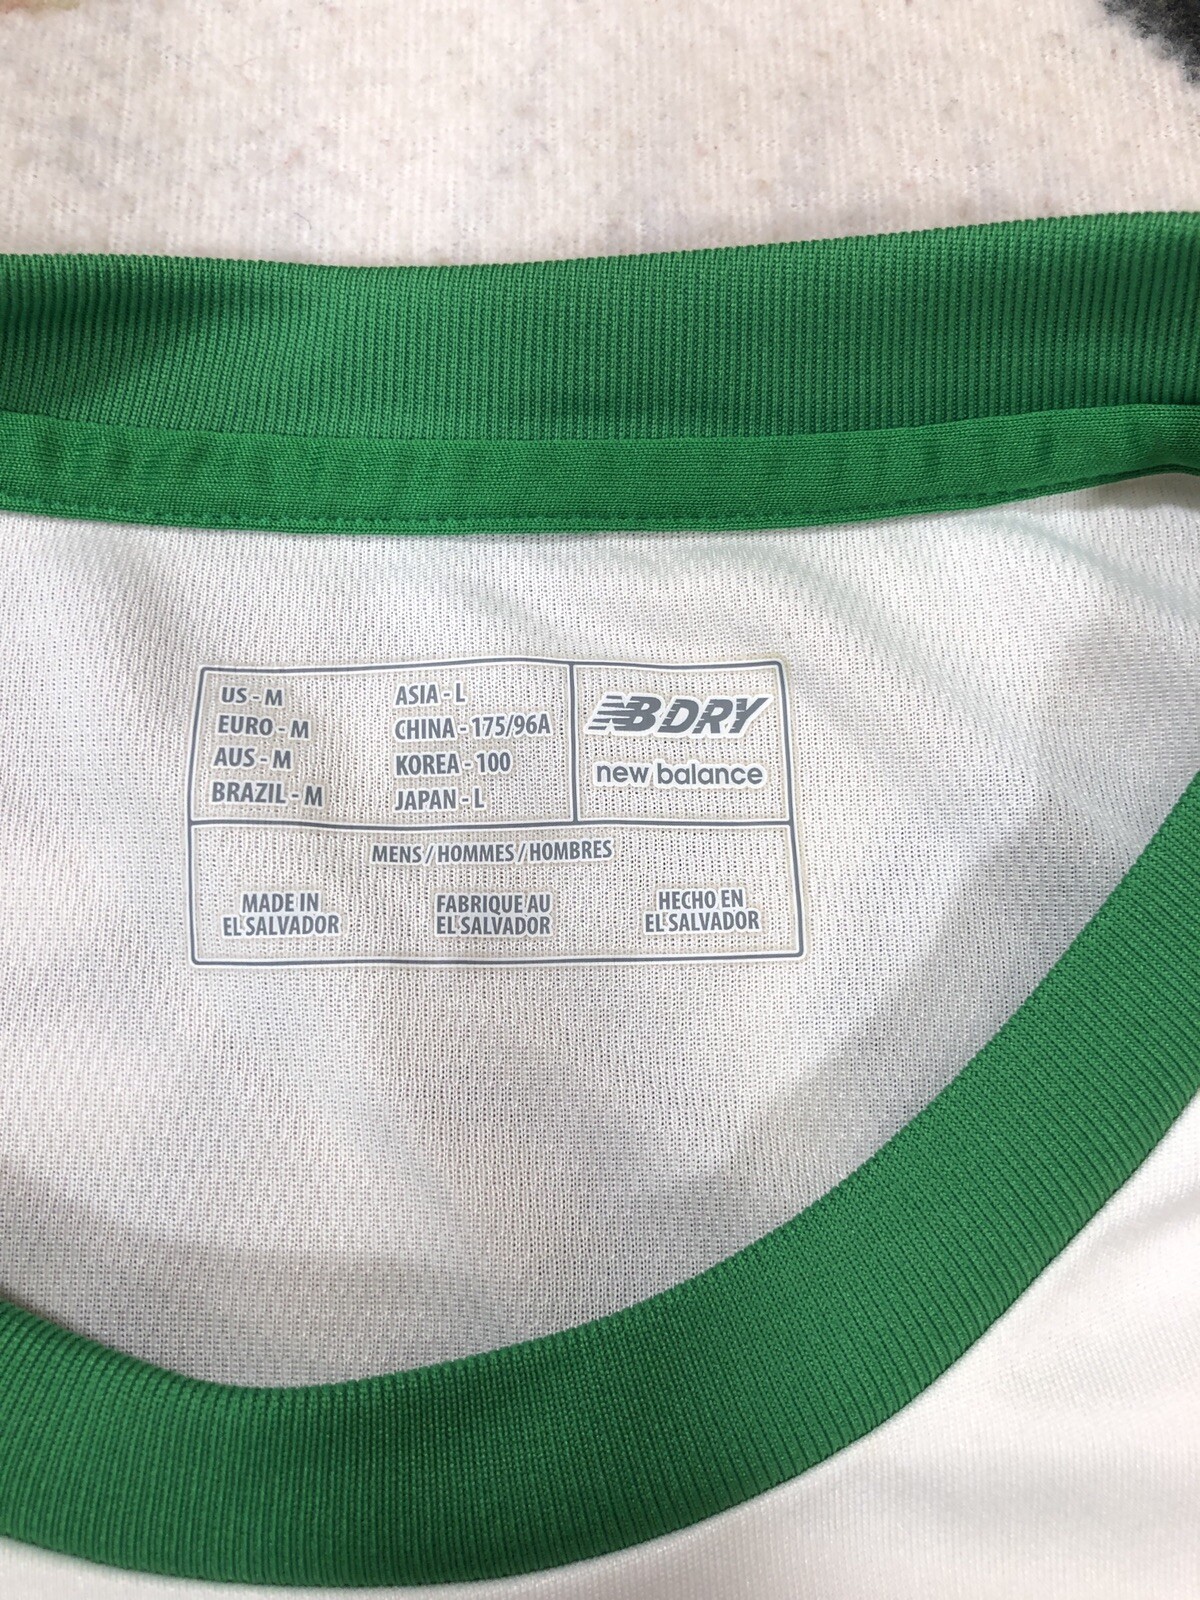 US - M
EURO - M
AUS - M
BRAZIL - M
ASIA - L
CHINA - 175/96A
KOREA - 100
JAPAN - L
NB DRY
new balance
MENS / HOMMES / HOMBRES
MADE IN
EL SALVADOR
FABRIQUE AU
EL SALVADOR
HECHO EN
EL SALVADOR